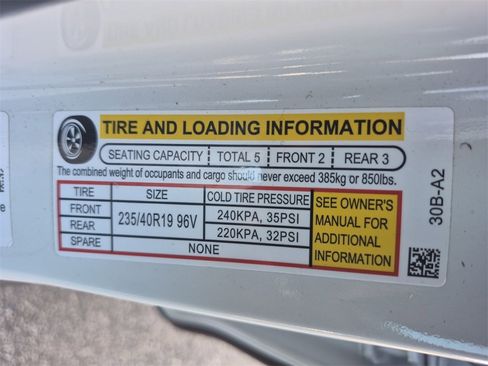 TIRE AND LOADING INFORMATION
SEATING CAPACITY TOTAL 5 FRONT 2 REAR 3
The combined weight of occupants and cargo should never exceed 385kg or 850lbs.
TIRE SIZE COLD TIRE PRESSURE
FRONT 235/40R19 96V 240KPA, 35PSI
REAR 220KPA, 32PSI
SPARE NONE
SEE OWNER'S
MANUAL FOR
ADDITIONAL
INFORMATION
30B-A2